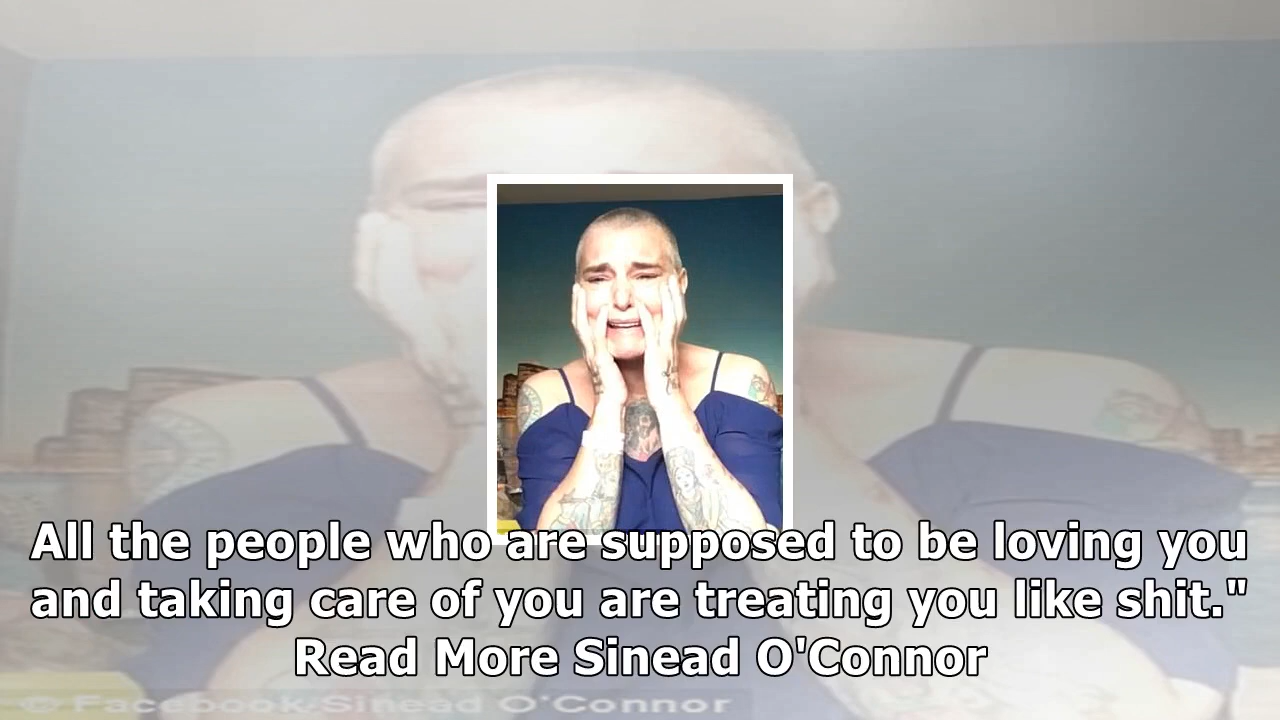 All the people who are supposed to be loving you
and taking care of you are treating you like shit."
Read More Sinead O'Connor
© Facebook Sinead O'Connor